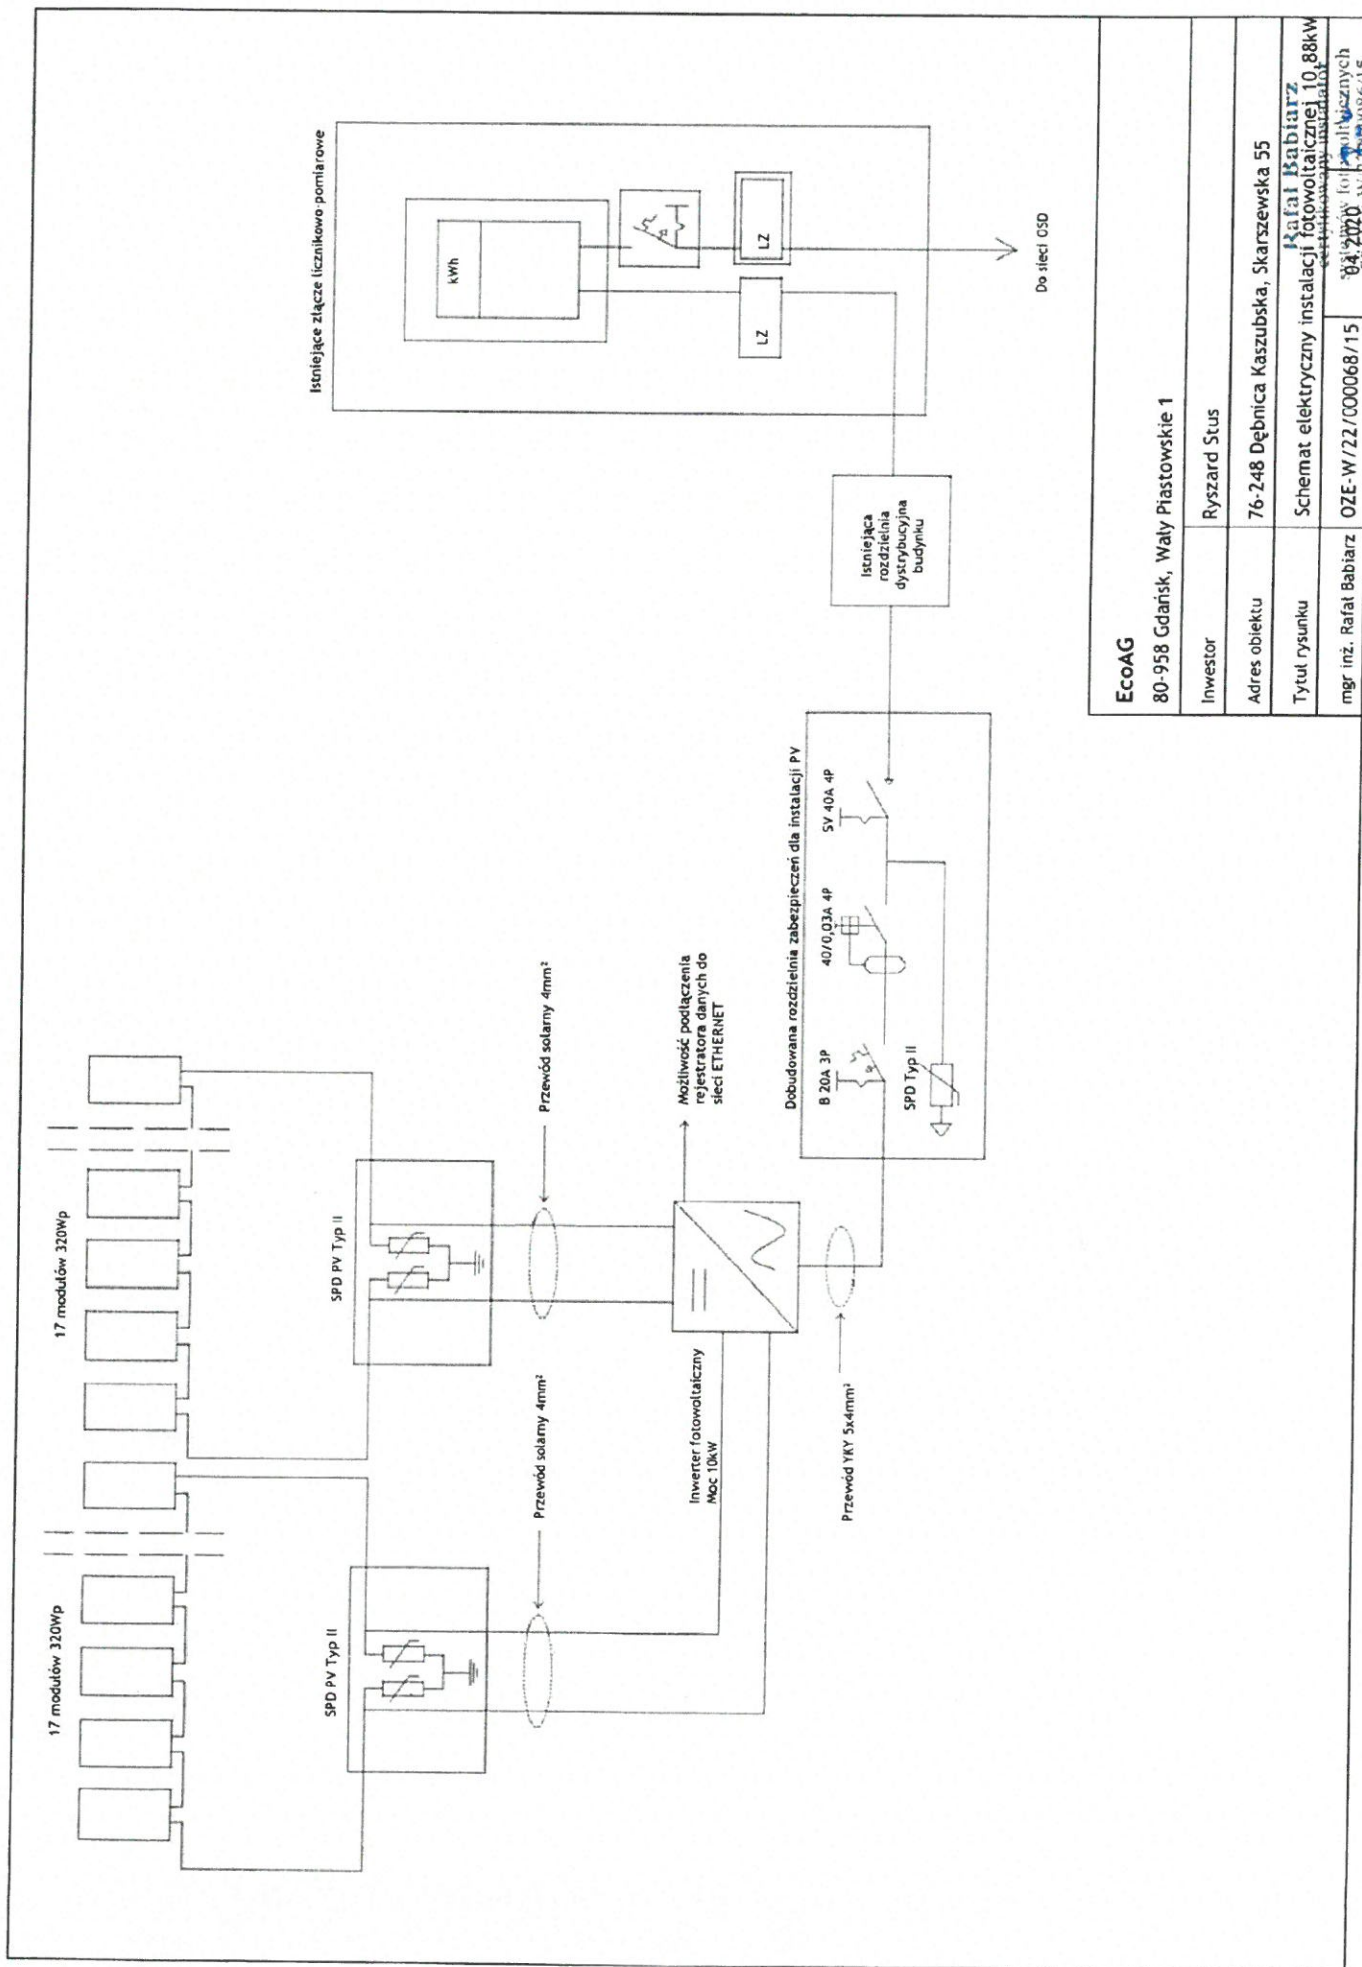 17 modułów 320Wp
17 modułów 320Wp
SPD PV Typ II
SPD PV Typ II
Przewód solarny 4mm²
Przewód solarny 4mm²
Inwerter fotowoltaiczny
Moc 10kW
Możliwość podłączenia
rejestratora danych do
sieci ETHERNET
Przewód YKY 5x4mm²
Dobudowana rozdzielnia zabezpieczeń dla instalacji PV
B 20A 3P
40/0,03A 4P
SV 40A 4P
SPD Typ II
Istniejąca
rozdzielnia
dystrybucyjna
budynku
Istniejące złącze licznikowo-pomiarowe
kWh
LZ
LZ
Do sieci OSD
EcoAG
80-958 Gdańsk, Wały Piastowskie 1
Inwestor Ryszard Stus
Adres obiektu 76-248 Dębnica Kaszubska, Skarszewska 55
Tytuł rysunku Schemat elektryczny instalacji fotowoltaicznej 10,88kW
mgr inż. Rafał Babiarz OZE-W/22/000068/15 04.2020
Rafał Babiarz
certyfikowany instalator
systemów fotowoltaicznych